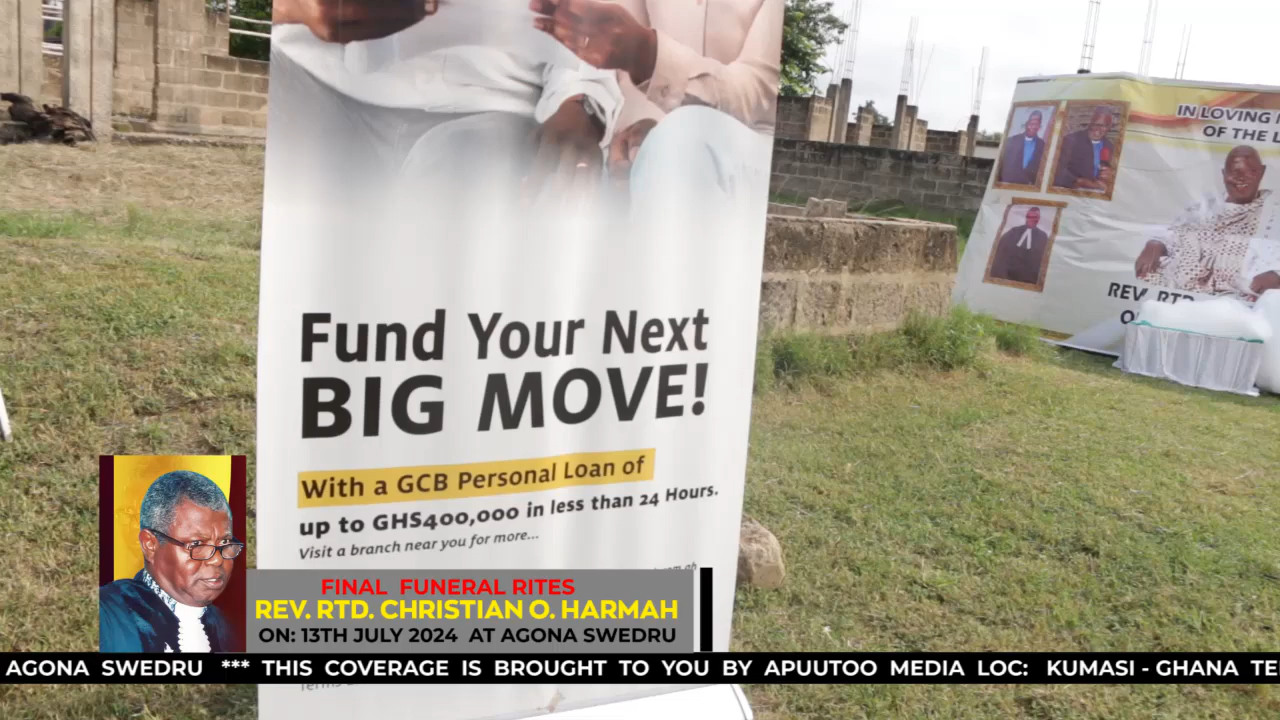 IN LOVING
OF THE
REV. RTD
Fund Your Next
BIG MOVE!
With a GCB Personal Loan of
up to GHS400,000 in less than 24 Hours.
Visit a branch near you for more...
FINAL FUNERAL RITES
REV. RTD. CHRISTIAN O. HARMAH
ON: 13TH JULY 2024 AT AGONA SWEDRU
AGONA SWEDRU *** THIS COVERAGE IS BROUGHT TO YOU BY APUUTOO MEDIA LOC: KUMASI - GHANA TE